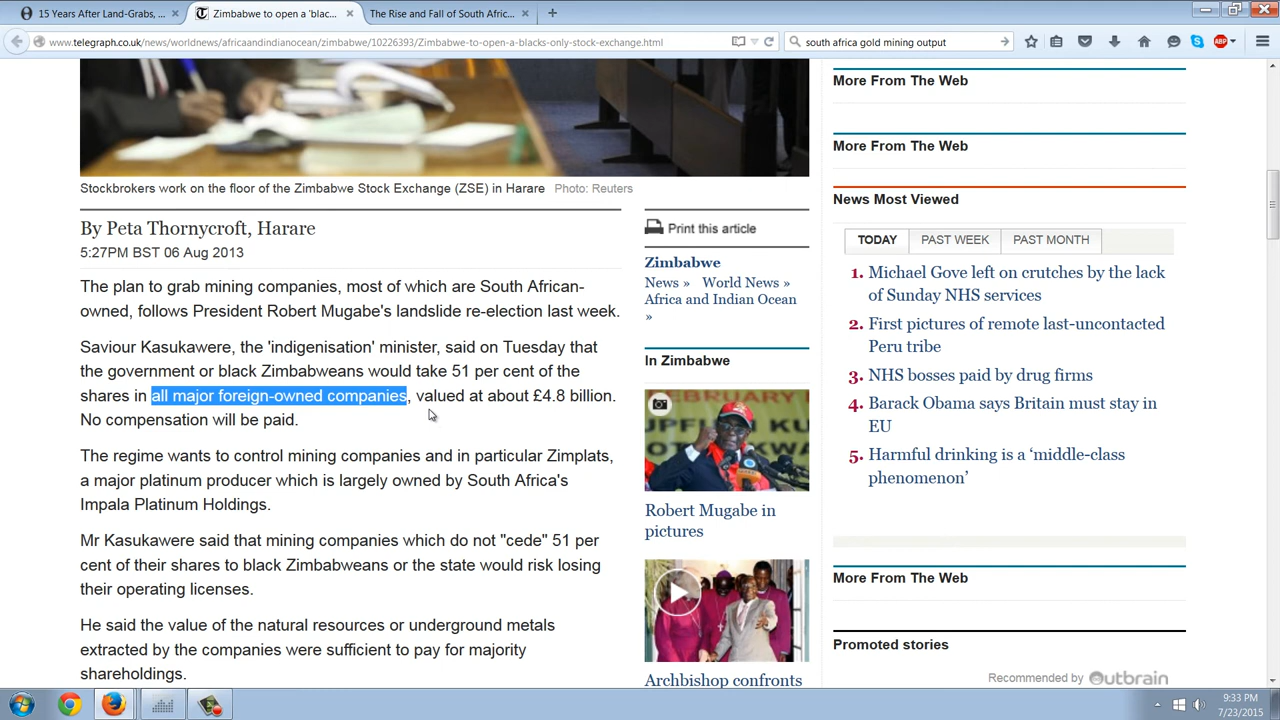 15 Years After Land-Grabs, ...
Zimbabwe to open a 'blac...
The Rise and Fall of South Afric...
www.telegraph.co.uk/news/worldnews/africaandindianocean/zimbabwe/10226393/Zimbabwe-to-open-a-blacks-only-stock-exchange.html
south africa gold mining output
ABP
Stockbrokers work on the floor of the Zimbabwe Stock Exchange (ZSE) in Harare Photo: Reuters
By Peta Thornycroft, Harare
5:27PM BST 06 Aug 2013
The plan to grab mining companies, most of which are South African-
owned, follows President Robert Mugabe's landslide re-election last week.
Saviour Kasukawere, the 'indigenisation' minister, said on Tuesday that
the government or black Zimbabweans would take 51 per cent of the
shares in all major foreign-owned companies, valued at about £4.8 billion.
No compensation will be paid.
The regime wants to control mining companies and in particular Zimplats,
a major platinum producer which is largely owned by South Africa's
Impala Platinum Holdings.
Mr Kasukawere said that mining companies which do not "cede" 51 per
cent of their shares to black Zimbabweans or the state would risk losing
their operating licenses.
He said the value of the natural resources or underground metals
extracted by the companies were sufficient to pay for majority
shareholdings.
Print this article
Zimbabwe
News » World News »
Africa and Indian Ocean
»
In Zimbabwe
Robert Mugabe in
pictures
Archbishop confronts
More From The Web
More From The Web
News Most Viewed
TODAY PAST WEEK PAST MONTH
1. Michael Gove left on crutches by the lack
of Sunday NHS services
2. First pictures of remote last-uncontacted
Peru tribe
3. NHS bosses paid by drug firms
4. Barack Obama says Britain must stay in
EU
5. Harmful drinking is a ‘middle-class
phenomenon’
More From The Web
Promoted stories
Recommended by Outbrain
9:33 PM
7/23/2015